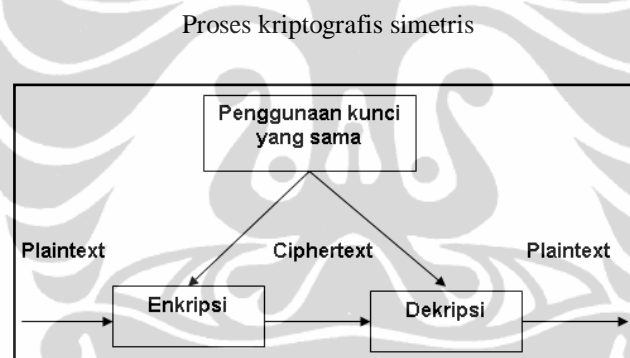 Proses kriptografis simetris
Penggunaan kunci
yang sama
Plaintext
Ciphertext
Plaintext
Enkripsi
Dekripsi